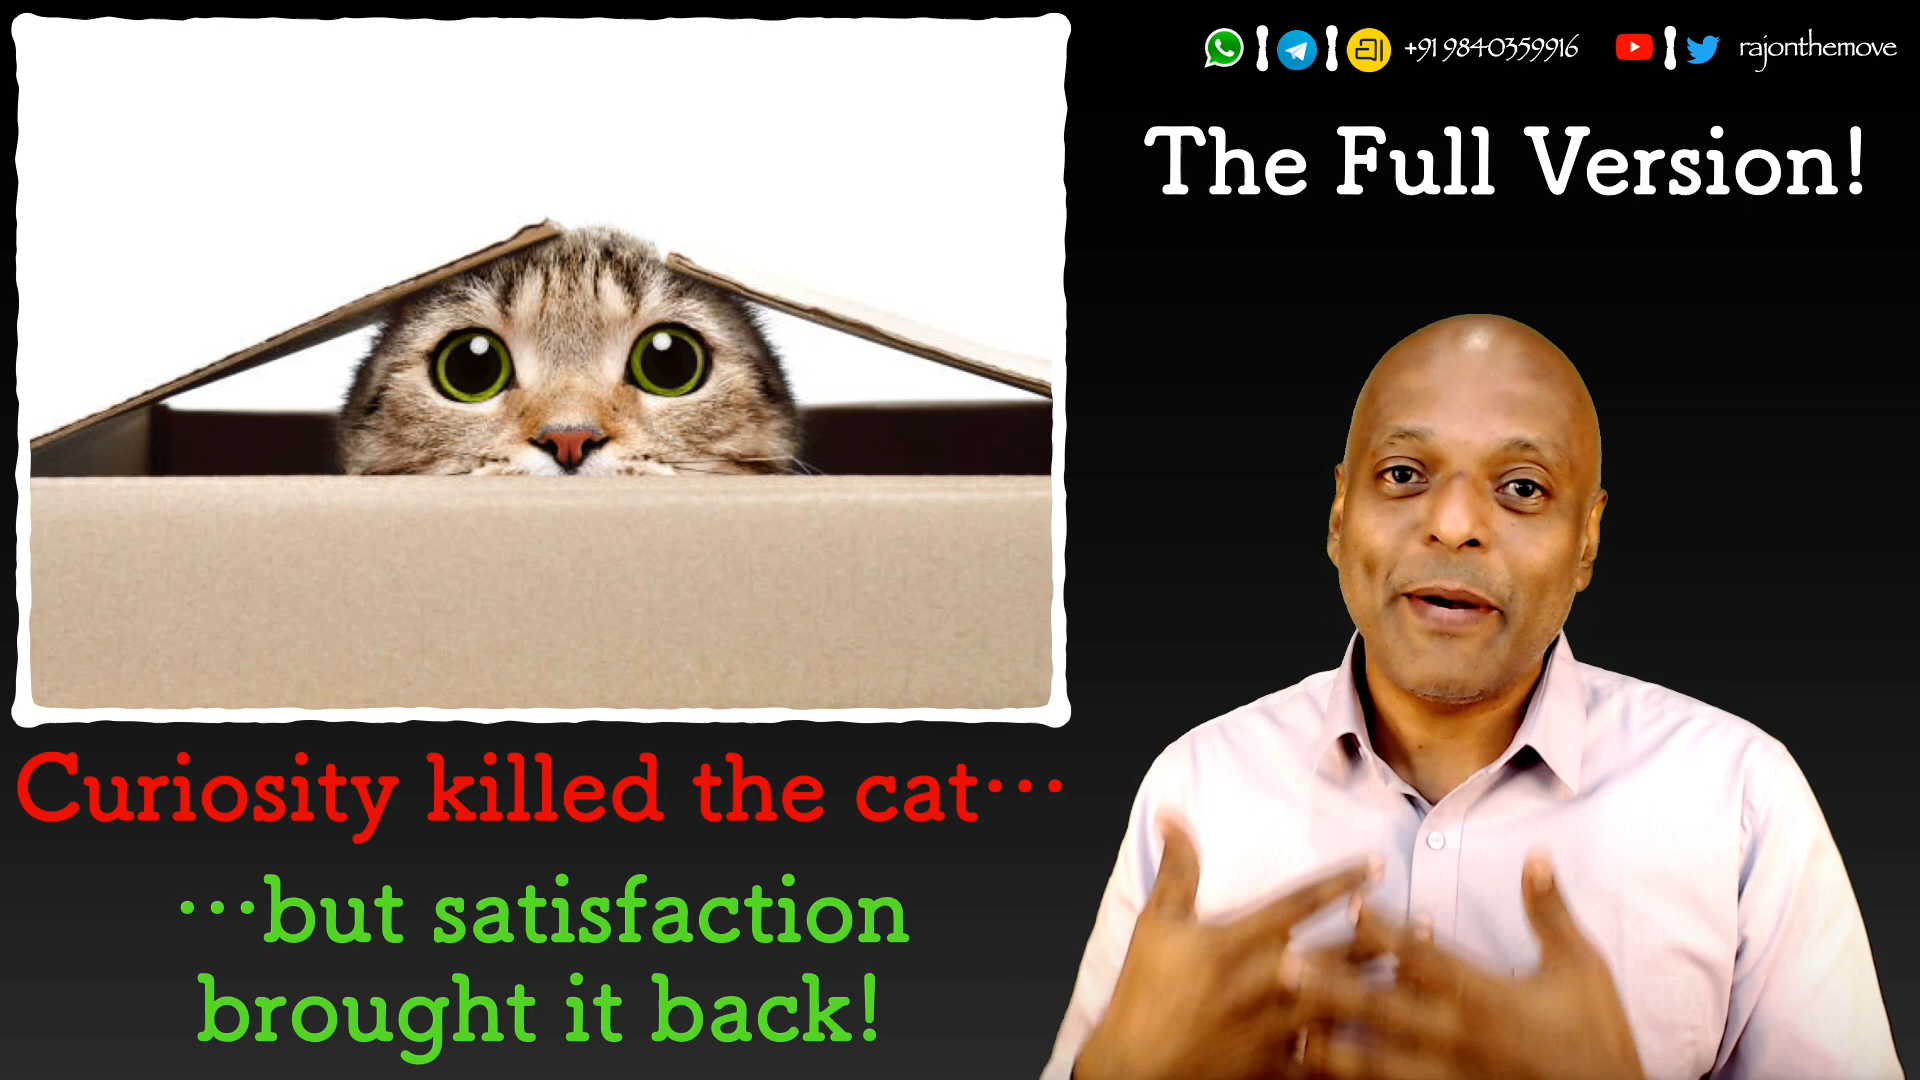 +91 9840359916 rajonthemove
The Full Version!
Curiosity killed the cat...
...but satisfaction
brought it back!